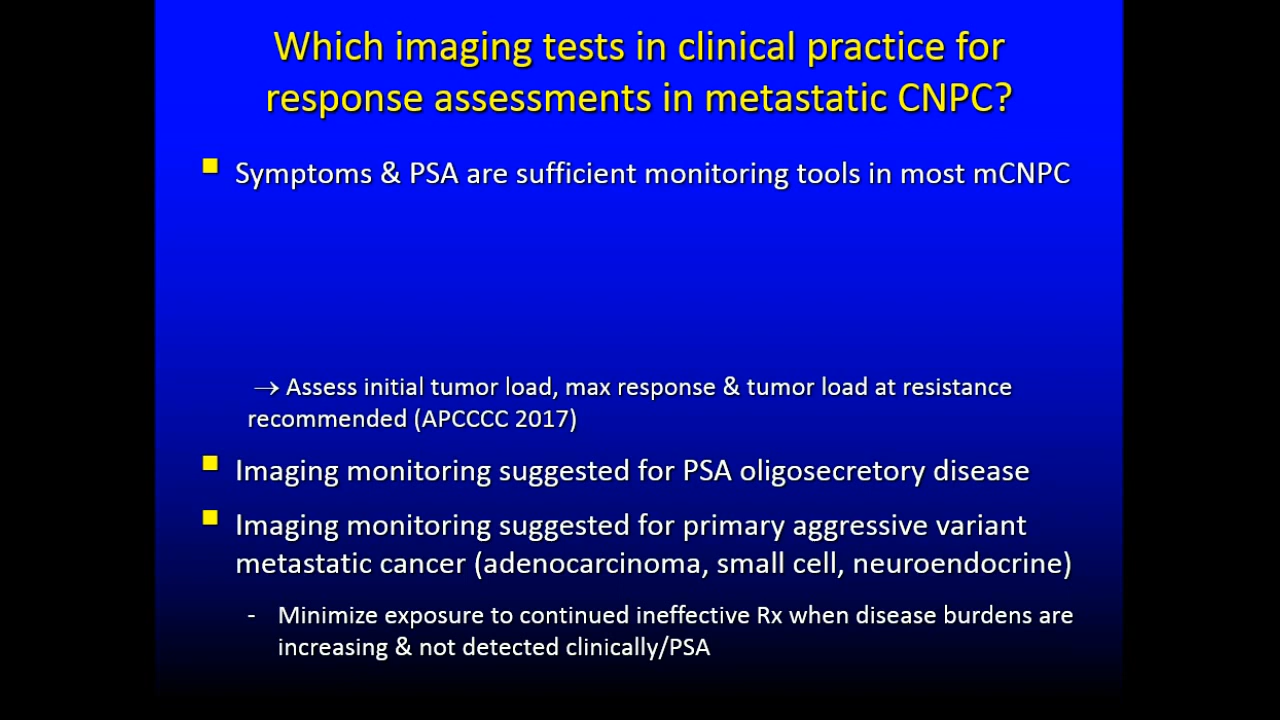 Which imaging tests in clinical practice for
response assessments in metastatic CNPC?
Symptoms & PSA are sufficient monitoring tools in most mCNPC
→ Assess initial tumor load, max response & tumor load at resistance
recommended (APCCCC 2017)
Imaging monitoring suggested for PSA oligosecretory disease
Imaging monitoring suggested for primary aggressive variant
metastatic cancer (adenocarcinoma, small cell, neuroendocrine)
- Minimize exposure to continued ineffective Rx when disease burdens are
increasing & not detected clinically/PSA